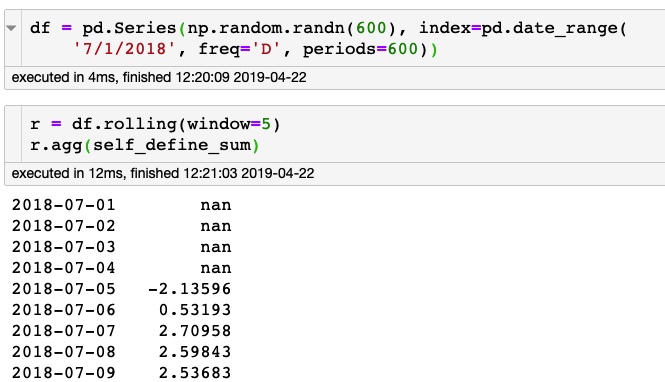 df = pd.Series(np.random.randn(600), index=pd.date_range(
    '7/1/2018', freq='D', periods=600))
executed in 4ms, finished 12:20:09 2019-04-22
r = df.rolling(window=5)
r.agg(self_define_sum)
executed in 12ms, finished 12:21:03 2019-04-22
2018-07-01        nan
2018-07-02        nan
2018-07-03        nan
2018-07-04        nan
2018-07-05   -2.13596
2018-07-06    0.53193
2018-07-07    2.70958
2018-07-08    2.59843
2018-07-09    2.53683